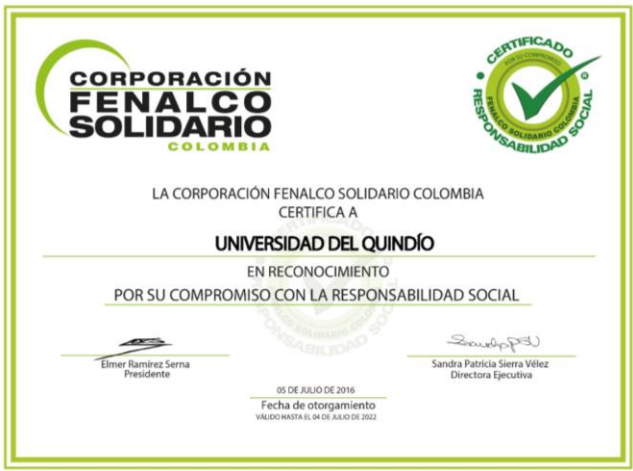 CORPORACIÓN
FENALCO
SOLIDARIO
COLOMBIA
CERTIFICADO
POR SU COMPROMISO
FENALCO SOLIDARIO COLOMBIA
RESPONSABILIDAD SOCIAL
®
LA CORPORACIÓN FENALCO SOLIDARIO COLOMBIA
CERTIFICA A
UNIVERSIDAD DEL QUINDÍO
EN RECONOCIMIENTO
POR SU COMPROMISO CON LA RESPONSABILIDAD SOCIAL
Elmer Ramírez Serna
Presidente
Sandra Patricia Sierra Vélez
Directora Ejecutiva
05 DE JULIO DE 2016
Fecha de otorgamiento
VÁLIDO HASTA EL 04 DE JULIO DE 2022